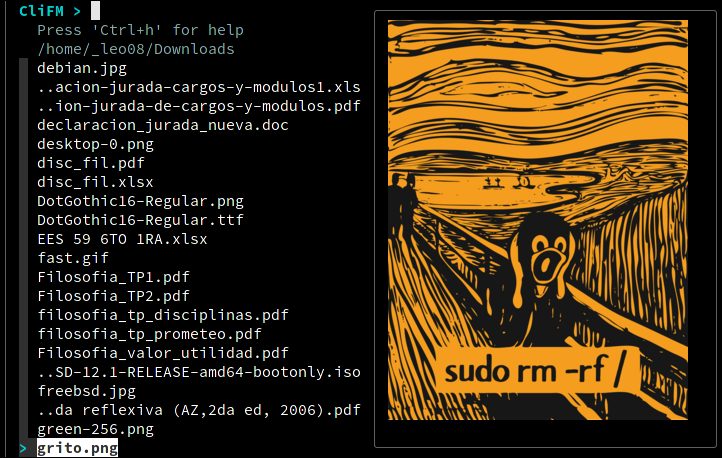 CliFM >
Press 'Ctrl+h' for help
/home/_leo08/Downloads
debian.jpg
..acion-jurada-cargos-y-modulos1.xls
..ion-jurada-de-cargos-y-modulos.pdf
declaracion_jurada_nueva.doc
desktop-0.png
disc_fil.pdf
disc_fil.xlsx
DotGothic16-Regular.png
DotGothic16-Regular.ttf
EES 59 6TO 1RA.xlsx
fast.gif
Filosofia_TP1.pdf
Filosofia_TP2.pdf
filosofia_tp_disciplinas.pdf
filosofia_tp_prometeo.pdf
Filosofia_valor_utilidad.pdf
..SD-12.1-RELEASE-amd64-bootonly.iso
freebsd.jpg
..da reflexiva (AZ,2da ed, 2006).pdf
green-256.png
> grito.png
sudo rm -rf /